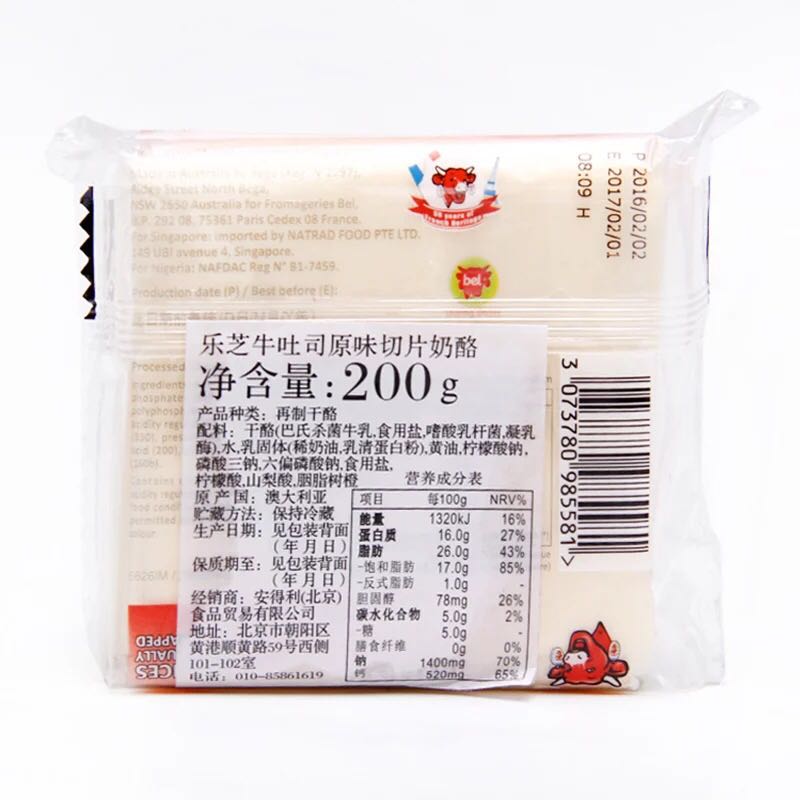 Ridge Street North Bega,
NSW 2550 Australia for Fromageries Bel,
292 08. 75361 Paris Cedex 08 France.
For Singapore: imported by NATRAD FOOD PTE LTD.
149 UBI avenue 4. Singapore.
For Nigeria: NAFDAC Reg N° B1-7459.
Production date (P) / Best before (E):
P 2016/02/02
E 2017/02/01
08:09 H
bel
乐芝牛吐司原味切片奶酪
净含量:200g
产品种类: 再制干酪
配料: 干酪(巴氏杀菌牛乳,食用盐,嗜酸乳杆菌,凝乳
酶),水,乳固体(稀奶油,乳清蛋白粉),黄油,柠檬酸钠,
磷酸三钠,六偏磷酸钠,食用盐,
柠檬酸,山梨酸,胭脂树橙
原产国: 澳大利亚
贮藏方法: 保持冷藏
生产日期: 见包装背面
(年月日)
保质期至: 见包装背面
(年月日)
经销商: 安得利(北京)
食品贸易有限公司
地址: 北京市朝阳区
黄港顺黄路59号西侧
101-102室
电话: 010-85861619
营养成分表
项目 每100g NRV%
能量 1320kJ 16%
蛋白质 16.0g 27%
脂肪 26.0g 43%
-饱和脂肪 17.0g 85%
-反式脂肪 1.0g -
胆固醇 78mg 26%
碳水化合物 5.0g 2%
-糖 5.0g -
膳食纤维 0g 0%
钠 1400mg 70%
钙 520mg 65%
3 073780 985581 >
Processed